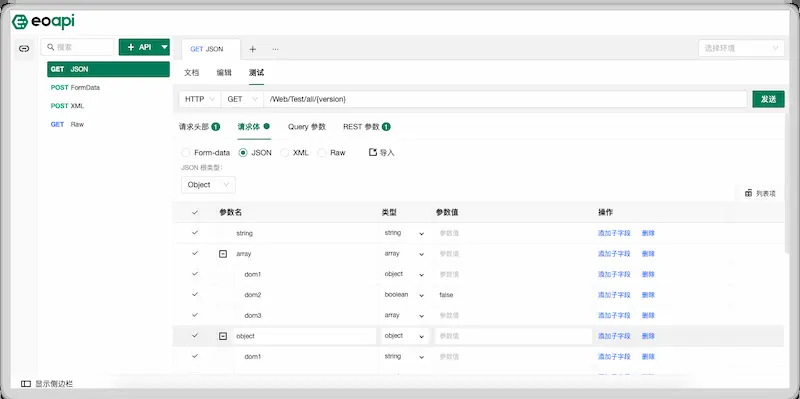 eoapi
搜索
+ API
GET JSON
POST FormData
POST XML
GET Raw
显示侧边栏
GET JSON + ...
选择环境
文档 编辑 测试
HTTP GET /Web/Test/ali/{version} 发送
请求头部 1 请求体 Query 参数 REST 参数 1
Form-data JSON XML Raw 导入
JSON 根类型:
Object
列表项
参数名 类型 参数值 操作
string string 参数值 添加子字段 删除
array array 参数值 添加子字段 删除
dom1 object 参数值 添加子字段 删除
dom2 boolean false 添加子字段 删除
dom3 array 参数值 添加子字段 删除
object object 参数值 添加子字段 删除
dom1 string 参数值 添加子字段 删除